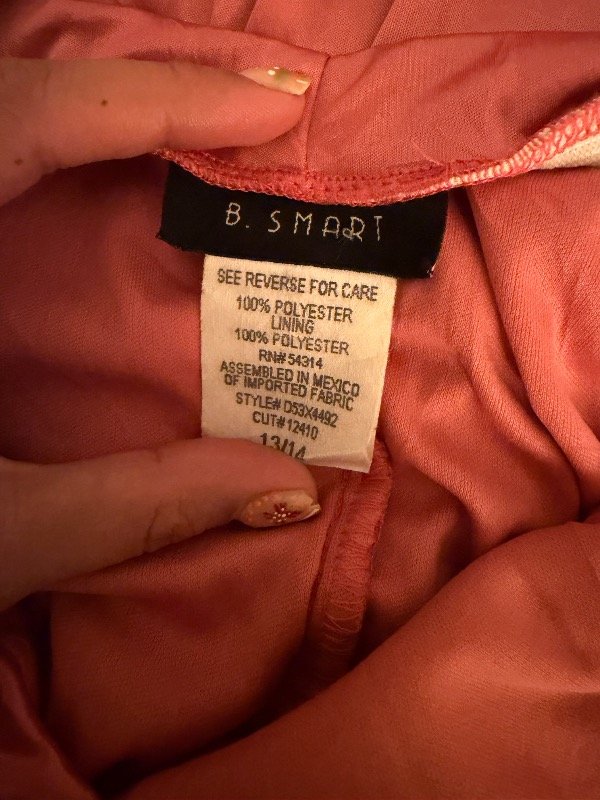 B. SMART
SEE REVERSE FOR CARE
100% POLYESTER
LINING
100% POLYESTER
RN# 54314
ASSEMBLED IN MEXICO
OF IMPORTED FABRIC
STYLE# D53X4492
CUT# 12410
13/14